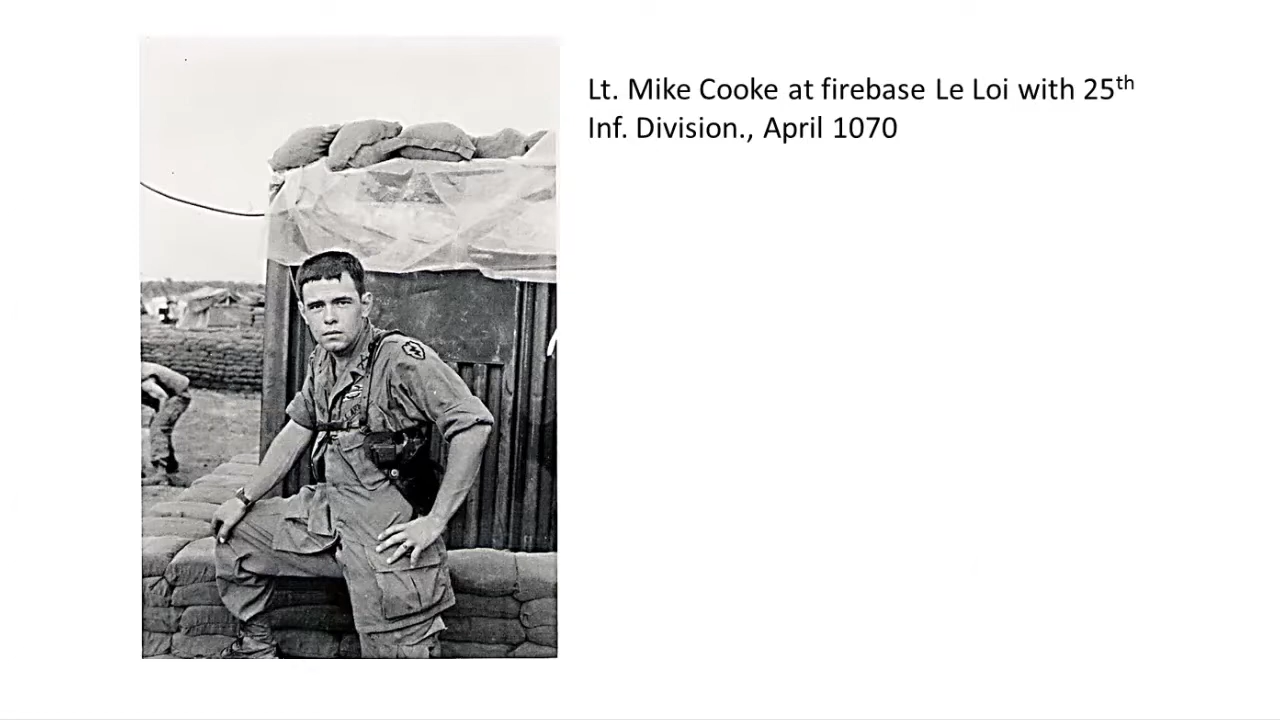 Lt. Mike Cooke at firebase Le Loi with 25th
Inf. Division., April 1070